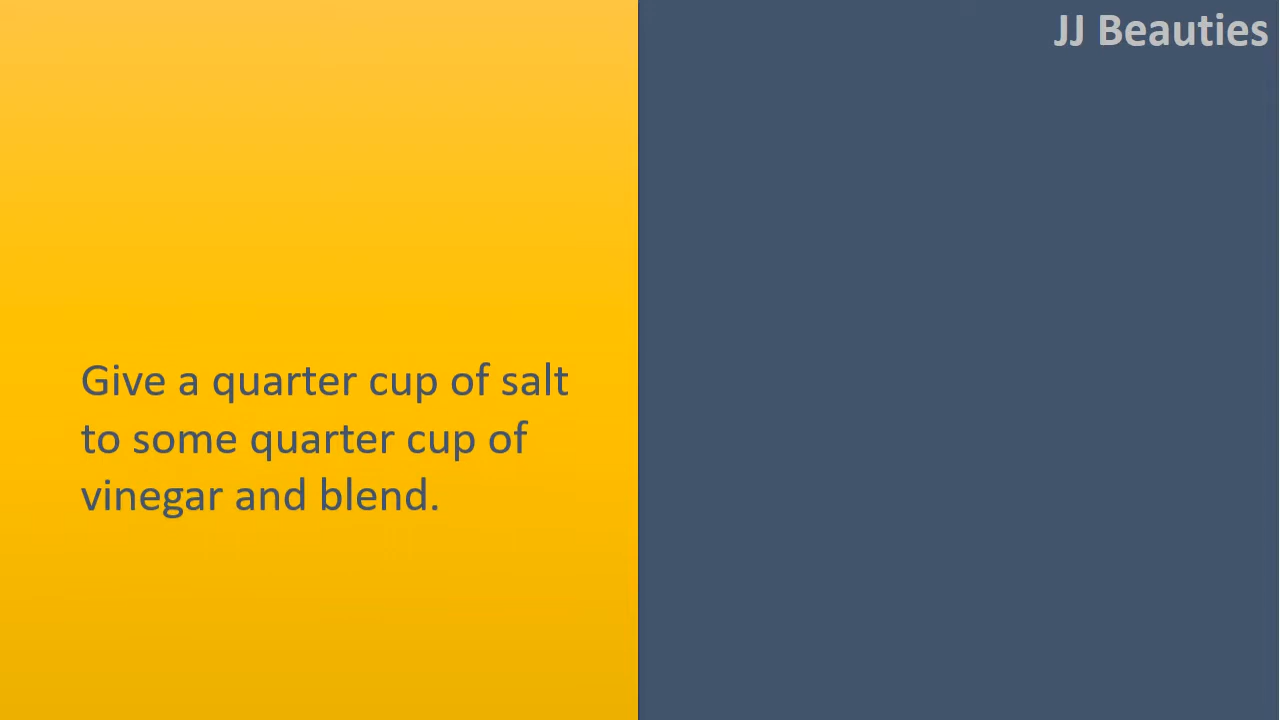 JJ Beauties
Give a quarter cup of salt
to some quarter cup of
vinegar and blend.